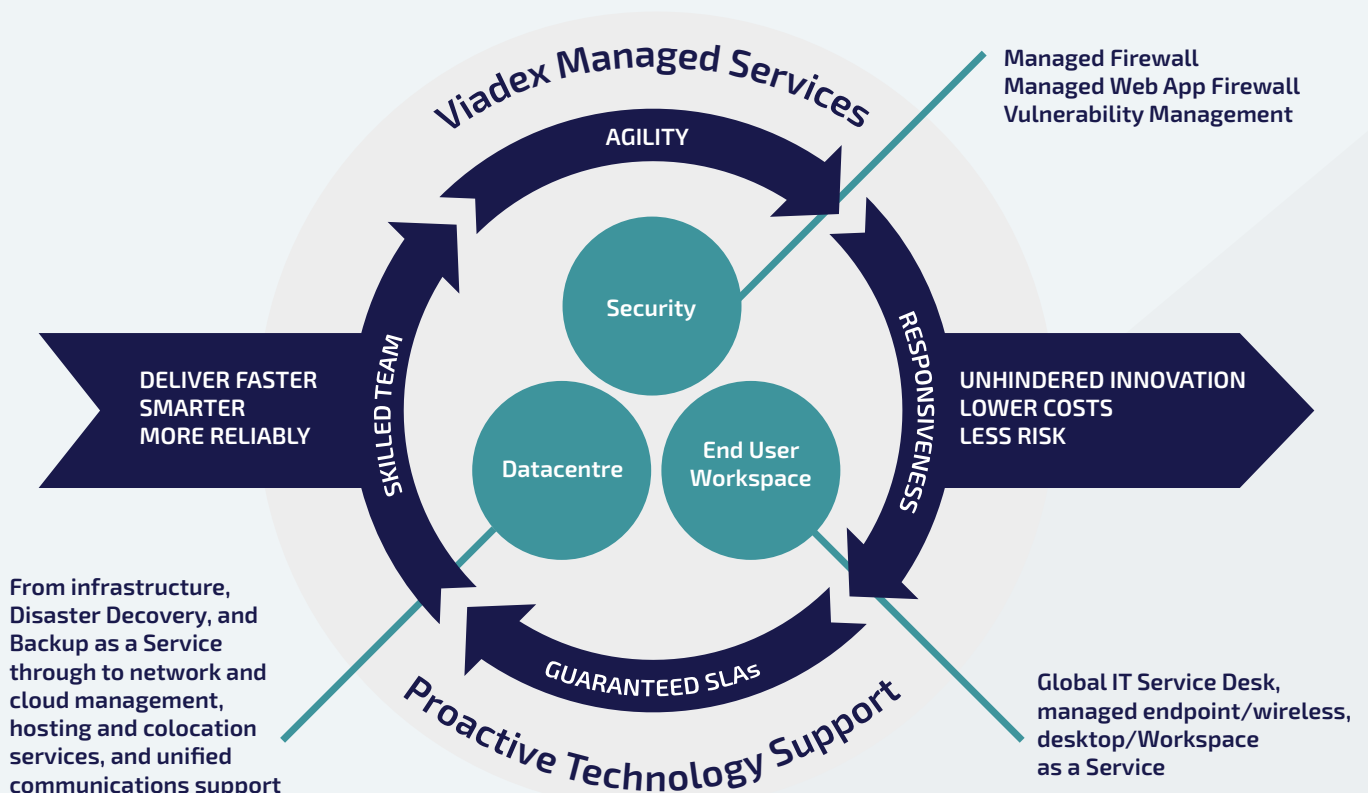 Viadex Managed Services
Managed Firewall
Managed Web App Firewall
Vulnerability Management
AGILITY
Security
DELIVER FASTER
SMARTER
MORE RELIABLY
SKILLED TEAM
RESPONSIVENESS
UNHINDERED INNOVATION
LOWER COSTS
LESS RISK
Datacentre
End User
Workspace
From infrastructure,
Disaster Decovery, and
Backup as a Service
through to network and
cloud management,
hosting and colocation
services, and unified
communications support
GUARANTEED SLAs
Proactive Technology Support
Global IT Service Desk,
managed endpoint/wireless,
desktop/Workspace
as a Service